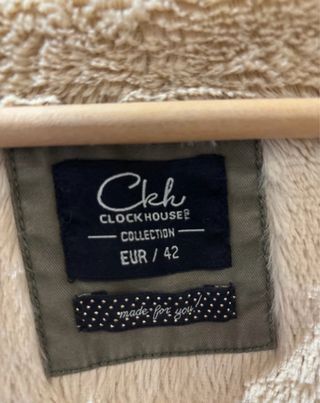 Ckh
CLOCKHOUSE
COLLECTION
EUR / 42
made for you!